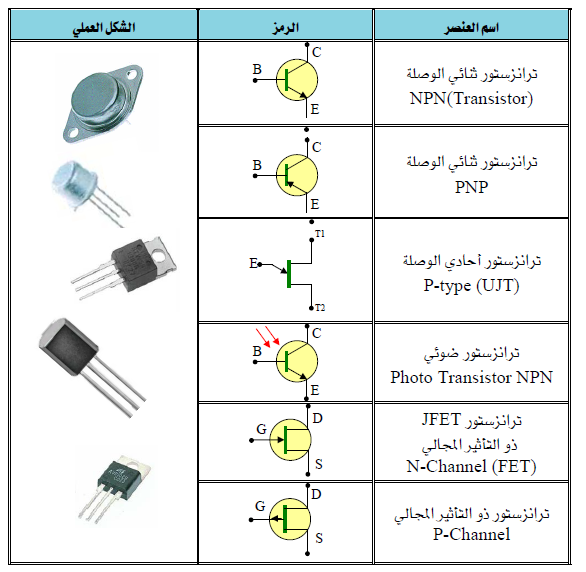 اسم العنصر
الرمز
الشكل العملي
ترانزستور ثنائي الوصلة
NPN(Transistor)
C
B
E
ترانزستور ثنائي الوصلة
PNP
C
B
E
ترانزستور أحادي الوصلة
P-type (UJT)
T1
E
T2
ترانزستور ضوئي
Photo Transistor NPN
C
B
E
ترانزستور JFET
ذو التأثير المجالي
N-Channel (FET)
D
G
S
ترانزستور ذو التأثير المجالي
P-Channel
D
G
S